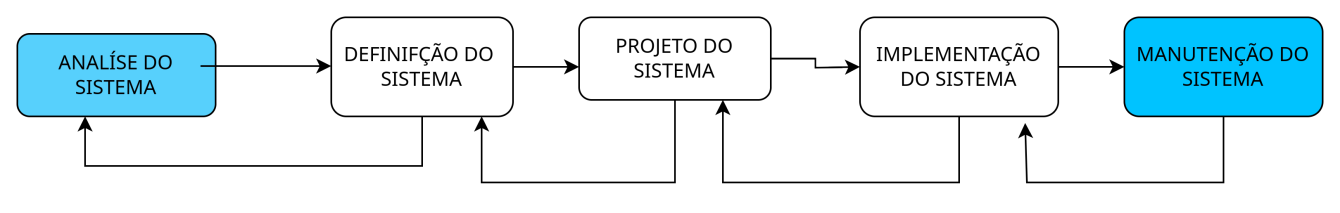 ANALÍSE DO
SISTEMA
DEFINIFÇÃO DO
SISTEMA
PROJETO DO
SISTEMA
IMPLEMENTAÇÃO
DO SISTEMA
MANUTENÇÃO DO
SISTEMA